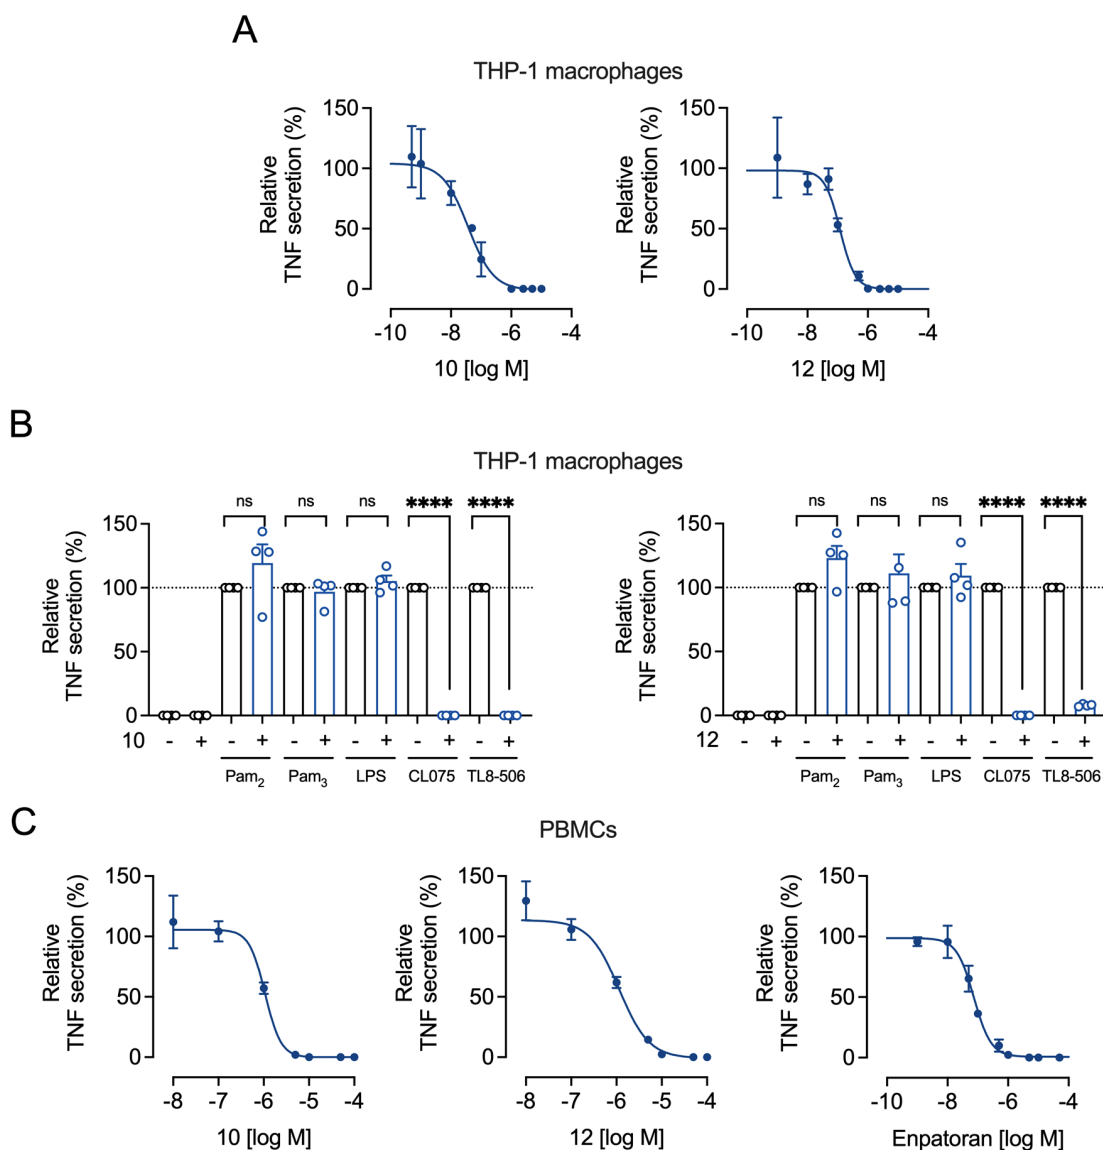 A
THP-1 macrophages
Relative
TNF secretion (%)
150
100
50
0
-10 -8 -6 -4
10 [log M]
Relative
TNF secretion (%)
150
100
50
0
-10 -8 -6 -4
12 [log M]
B
THP-1 macrophages
ns ns ns **** ****
Relative
TNF secretion (%)
150
100
50
0
10 - + - + - + - + - + - +
Pam2 Pam3 LPS CL075 TL8-506
ns ns ns **** ****
Relative
TNF secretion (%)
150
100
50
0
12 - + - + - + - + - + - +
Pam2 Pam3 LPS CL075 TL8-506
C
PBMCs
Relative
TNF secretion (%)
150
100
50
0
-8 -7 -6 -5 -4
10 [log M]
Relative
TNF secretion (%)
150
100
50
0
-8 -7 -6 -5 -4
12 [log M]
Relative
TNF secretion (%)
150
100
50
0
-10 -8 -6 -4
Enpatoran [log M]